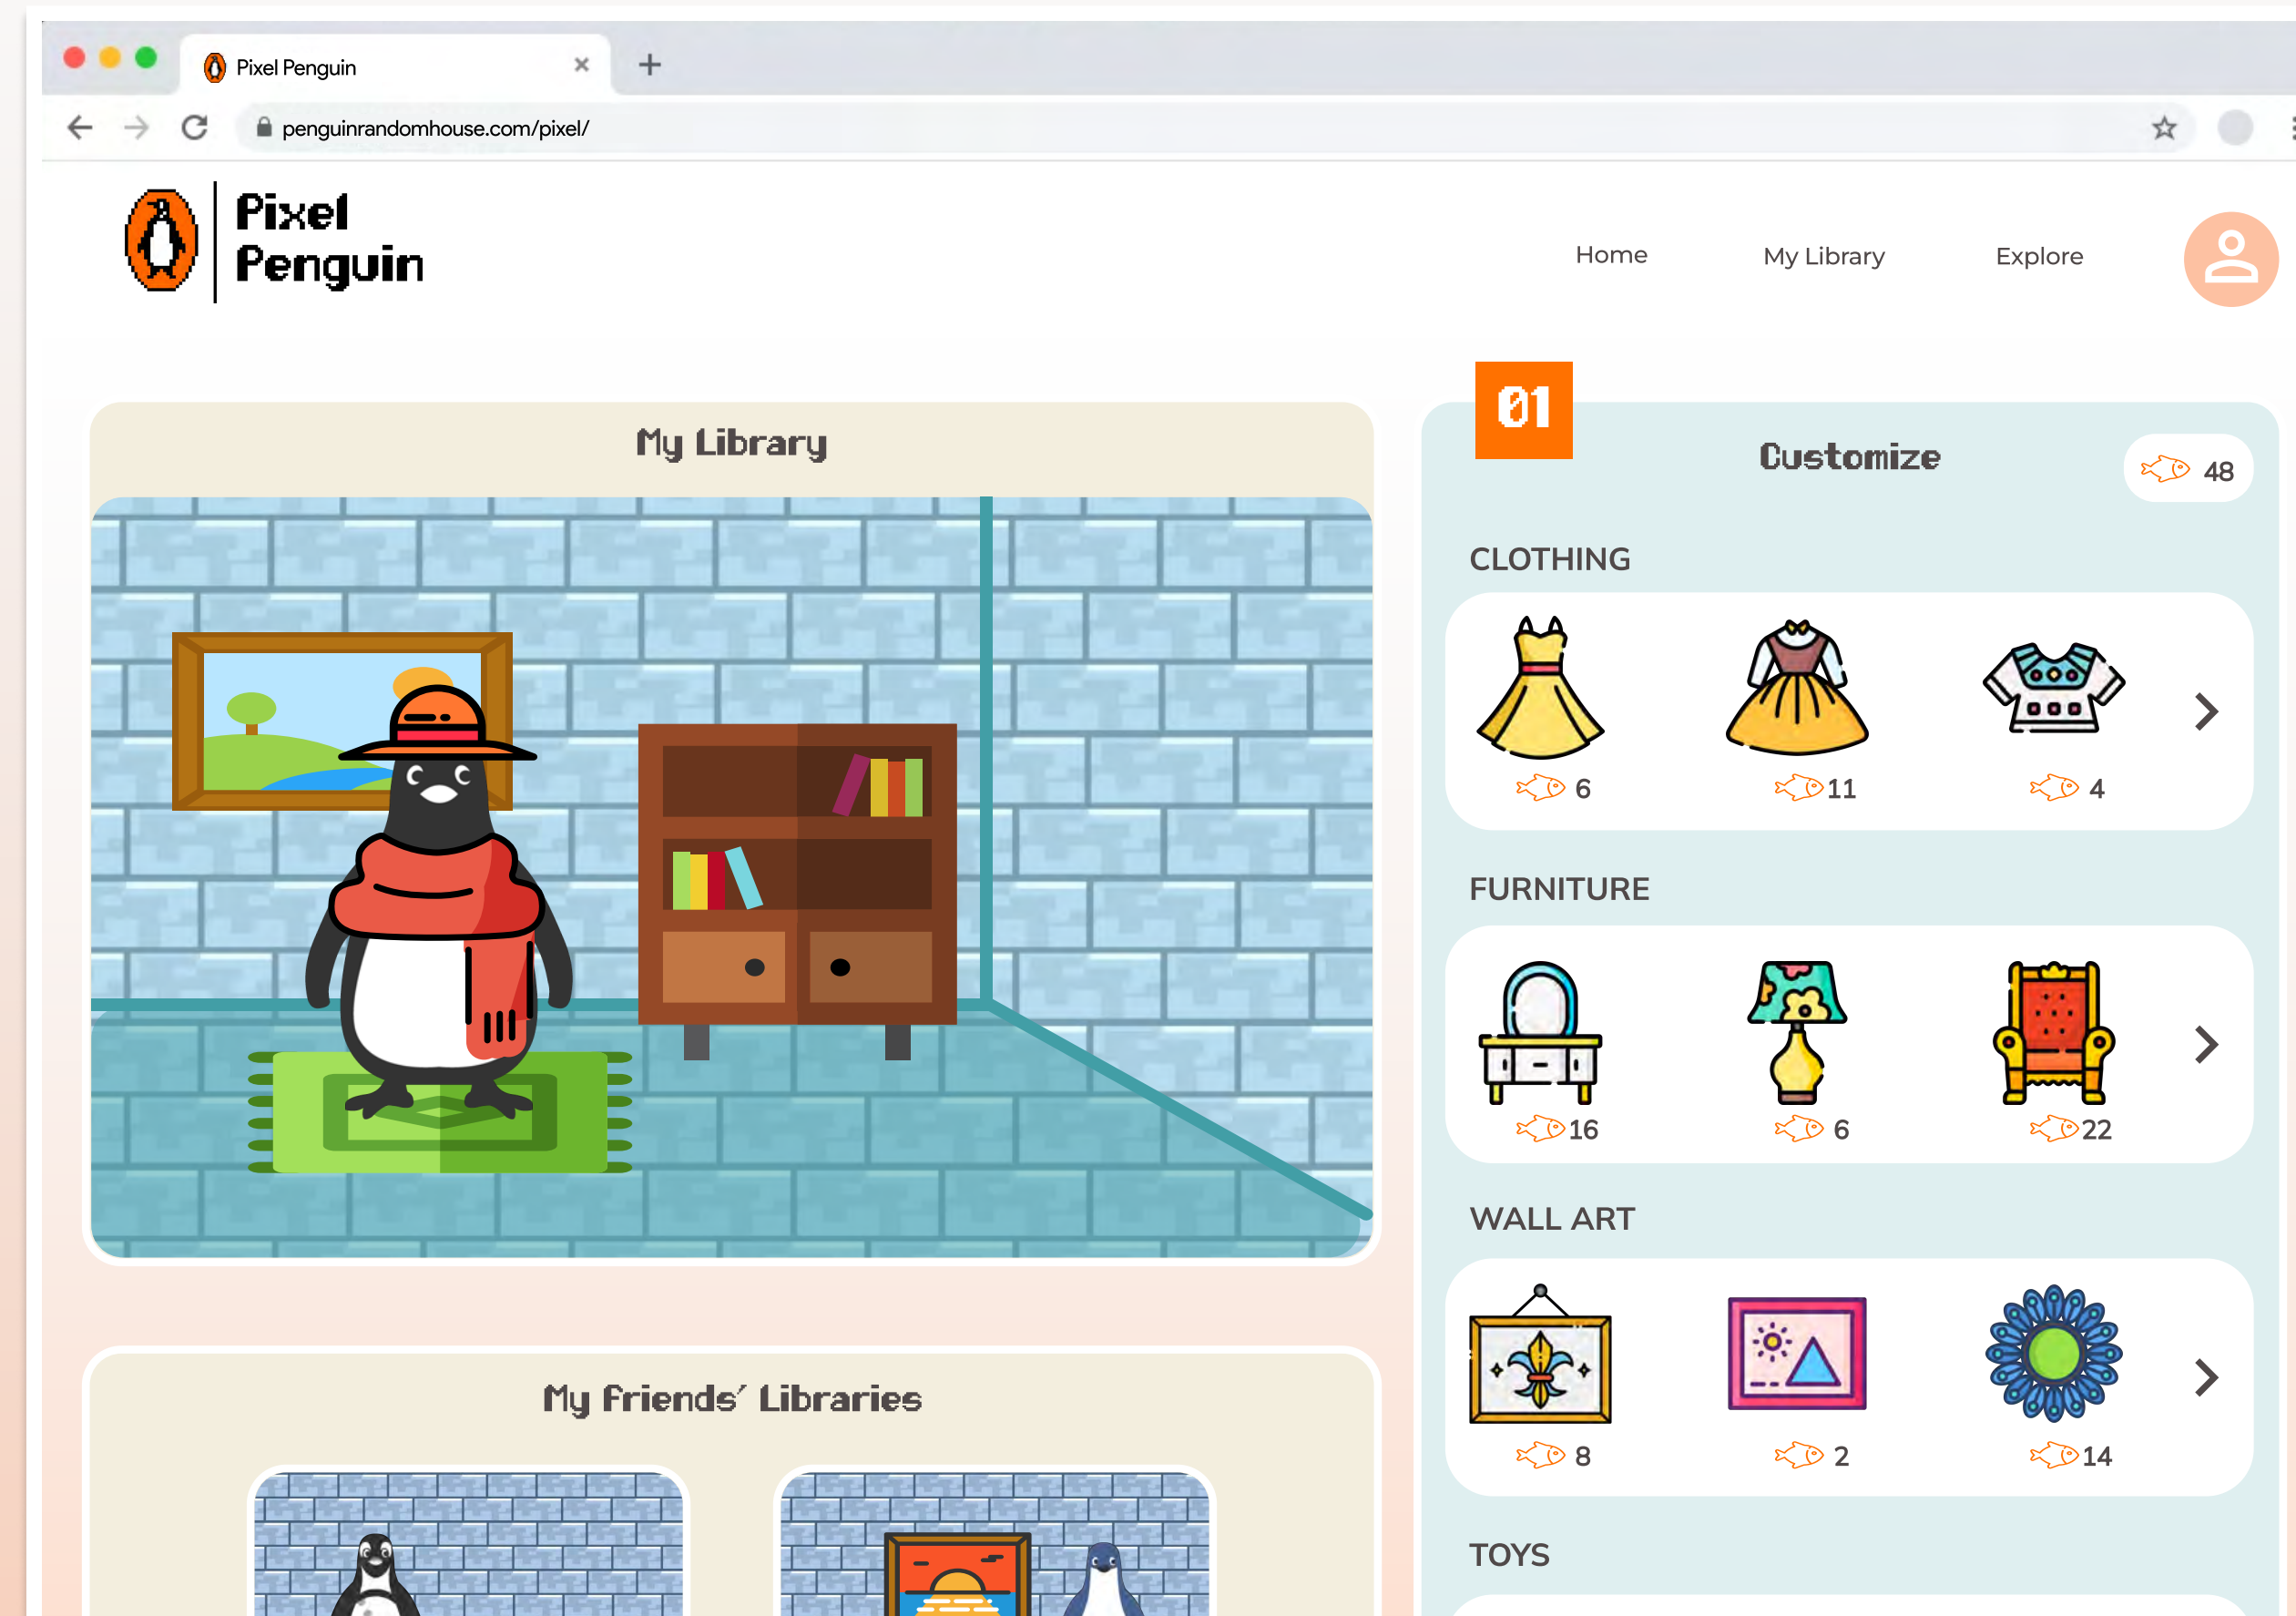 Pixel Penguin
penguinrandomhouse.com/pixel/
Pixel
Penguin
Home
My Library
Explore
My Library
01
Customize
48
CLOTHING
6
11
4
FURNITURE
16
6
22
WALL ART
8
2
14
TOYS
My Friends' Libraries